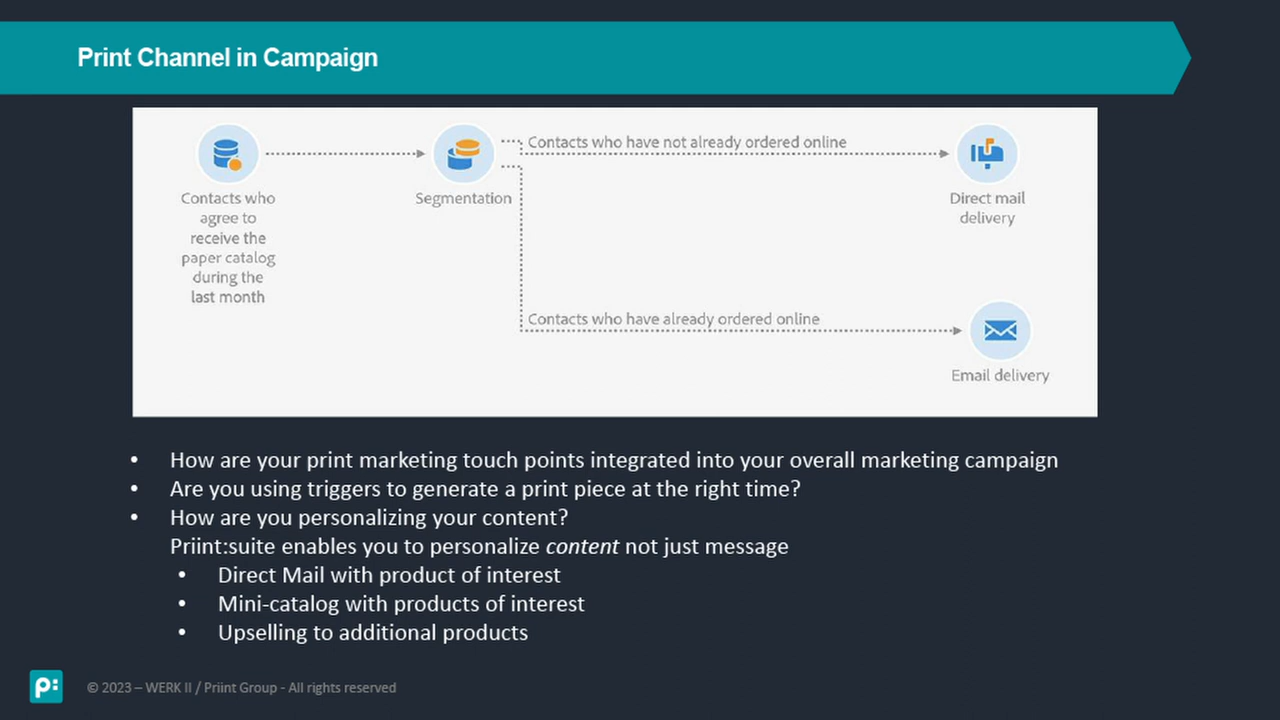 Print Channel in Campaign
Contacts who have not already ordered online
Contacts who
agree to
receive the
paper catalog
during the
last month
Segmentation
Direct mail
delivery
Contacts who have already ordered online
Email delivery
• How are your print marketing touch points integrated into your overall marketing campaign
• Are you using triggers to generate a print piece at the right time?
• How are you personalizing your content?
Priint:suite enables you to personalize content not just message
• Direct Mail with product of interest
• Mini-catalog with products of interest
• Upselling to additional products
p:
© 2023 – WERK II / Priint Group - All rights reserved